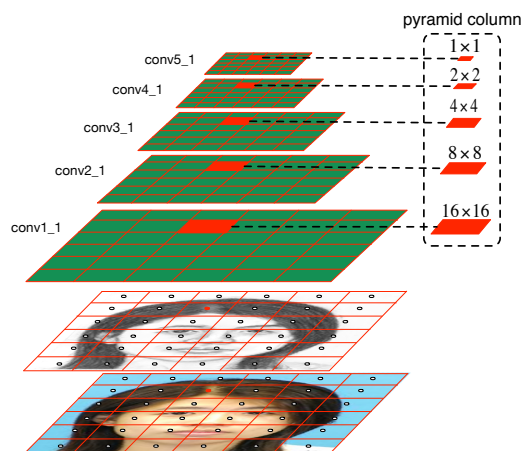 pyramid column
1×1
conv5_1
2×2
conv4_1
4×4
conv3_1
8×8
conv2_1
16×16
conv1_1